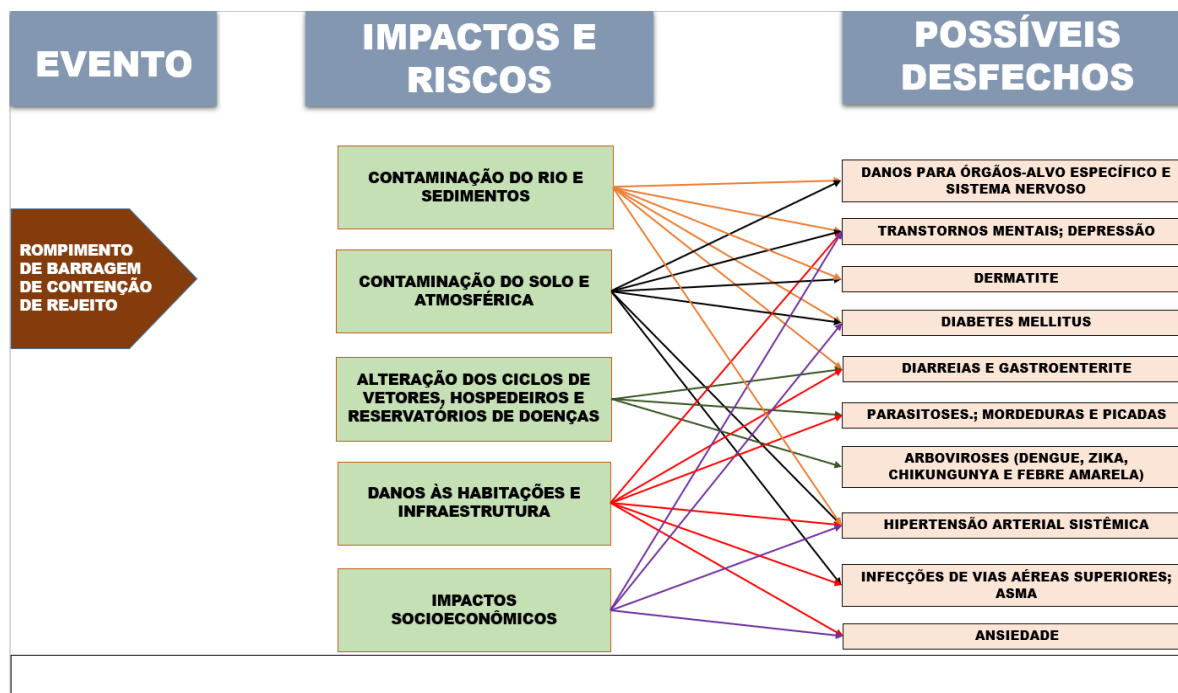 EVENTO
IMPACTOS E
RISCOS
POSSÍVEIS
DESFECHOS
ROMPIMENTO
DE BARRAGEM
DE CONTENÇÃO
DE REJEITO
CONTAMINAÇÃO DO RIO E
SEDIMENTOS
CONTAMINAÇÃO DO SOLO E
ATMOSFÉRICA
ALTERAÇÃO DOS CICLOS DE
VETORES, HOSPEDEIROS E
RESERVATÓRIOS DE DOENÇAS
DANOS ÀS HABITAÇÕES E
INFRAESTRUTURA
IMPACTOS
SOCIOECONÔMICOS
DANOS PARA ÓRGÃOS-ALVO ESPECÍFICO E
SISTEMA NERVOSO
TRANSTORNOS MENTAIS; DEPRESSÃO
DERMATITE
DIABETES MELLITUS
DIARREIAS E GASTROENTERITE
PARASITOSES.; MORDEDURAS E PICADAS
ARBOVIROSES (DENGUE, ZIKA,
CHIKUNGUNYA E FEBRE AMARELA)
HIPERTENSÃO ARTERIAL SISTÊMICA
INFECÇÕES DE VIAS AÉREAS SUPERIORES;
ASMA
ANSIEDADE